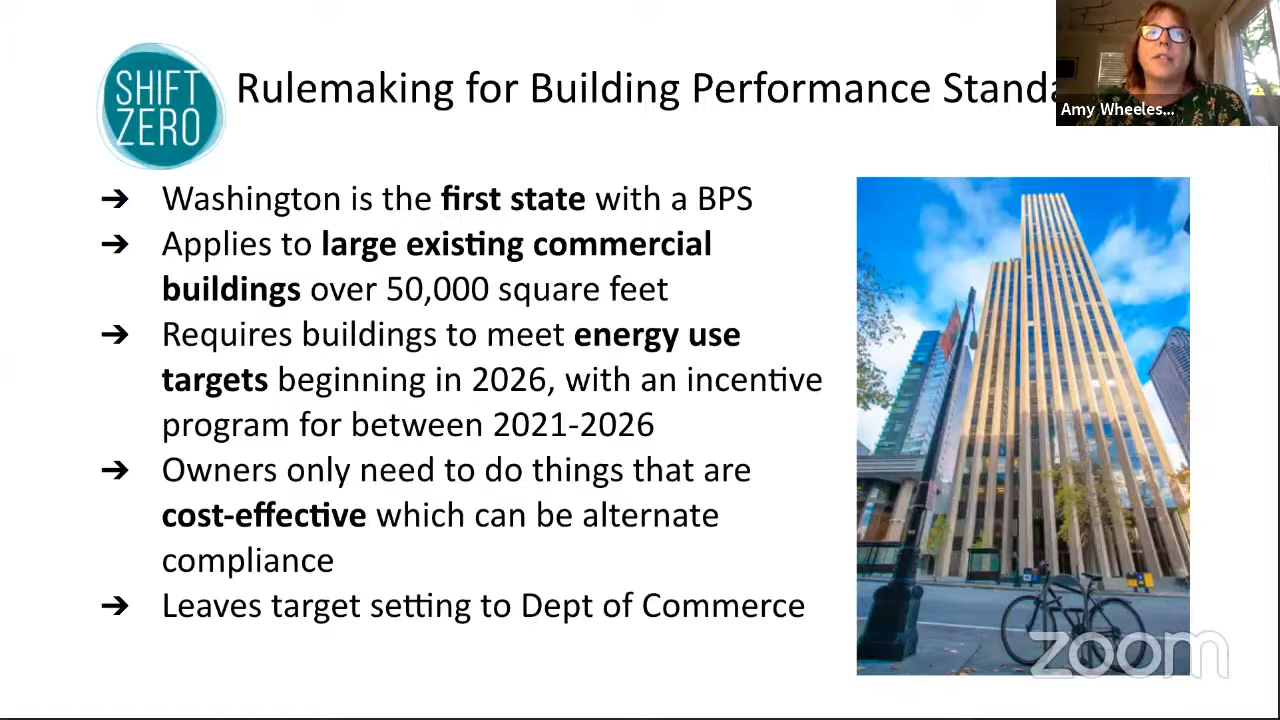 SHIFT
ZERO
Rulemaking for Building Performance Standa
Amy Wheeles...
➔ Washington is the first state with a BPS
➔ Applies to large existing commercial
buildings over 50,000 square feet
➔ Requires buildings to meet energy use
targets beginning in 2026, with an incentive
program for between 2021-2026
➔ Owners only need to do things that are
cost-effective which can be alternate
compliance
➔ Leaves target setting to Dept of Commerce
zoom